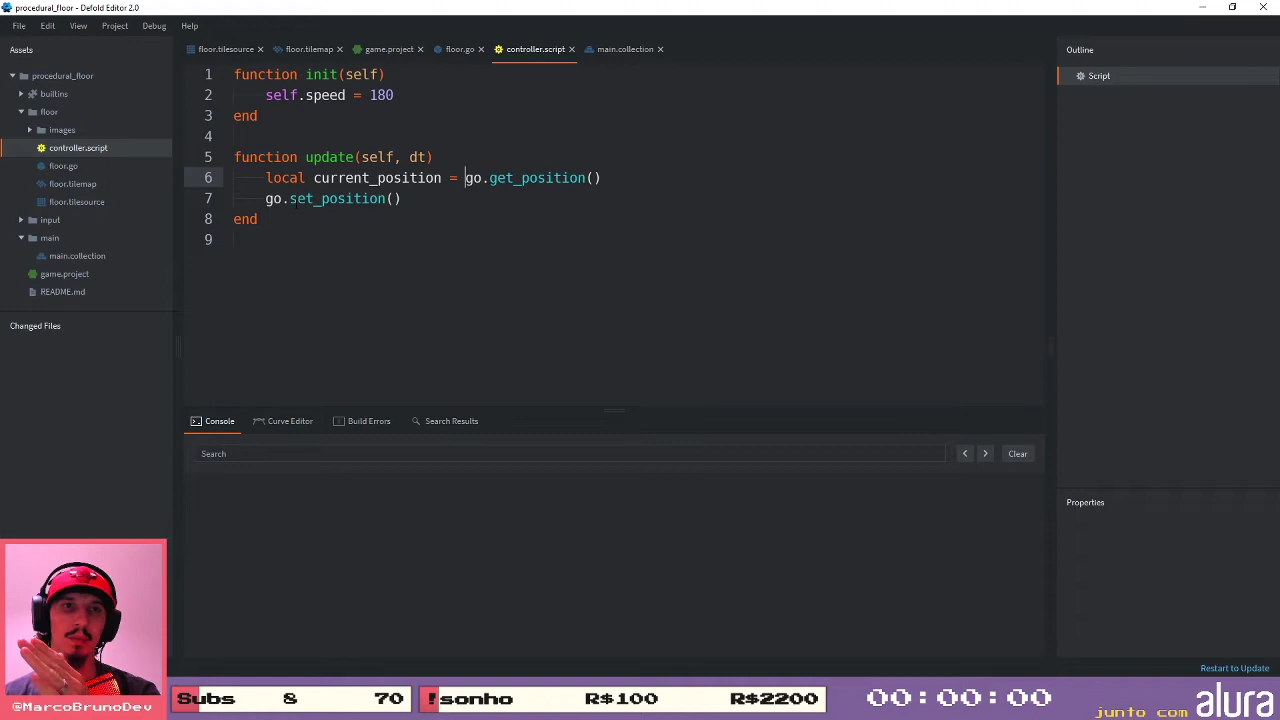 procedural_floor - Defold Editor 2.0
File Edit View Project Debug Help
Assets
procedural_floor
builtins
floor
images
controller.script
floor.go
floor.tilemap
floor.tilesource
input
main
main.collection
game.project
README.md
Changed Files
floor.tilesource floor.tilemap game.project floor.go controller.script main.collection
1 function init(self)
2 self.speed = 180
3 end
4
5 function update(self, dt)
6 local current_position = go.get_position()
7 go.set_position()
8 end
9
Console Curve Editor Build Errors Search Results
Search
Clear
Outline
Script
Properties
Restart to Update
@MarcoBrunoDev
Subs 8 70 !sonho R$100 R$2200 00:00:00 junto com alura